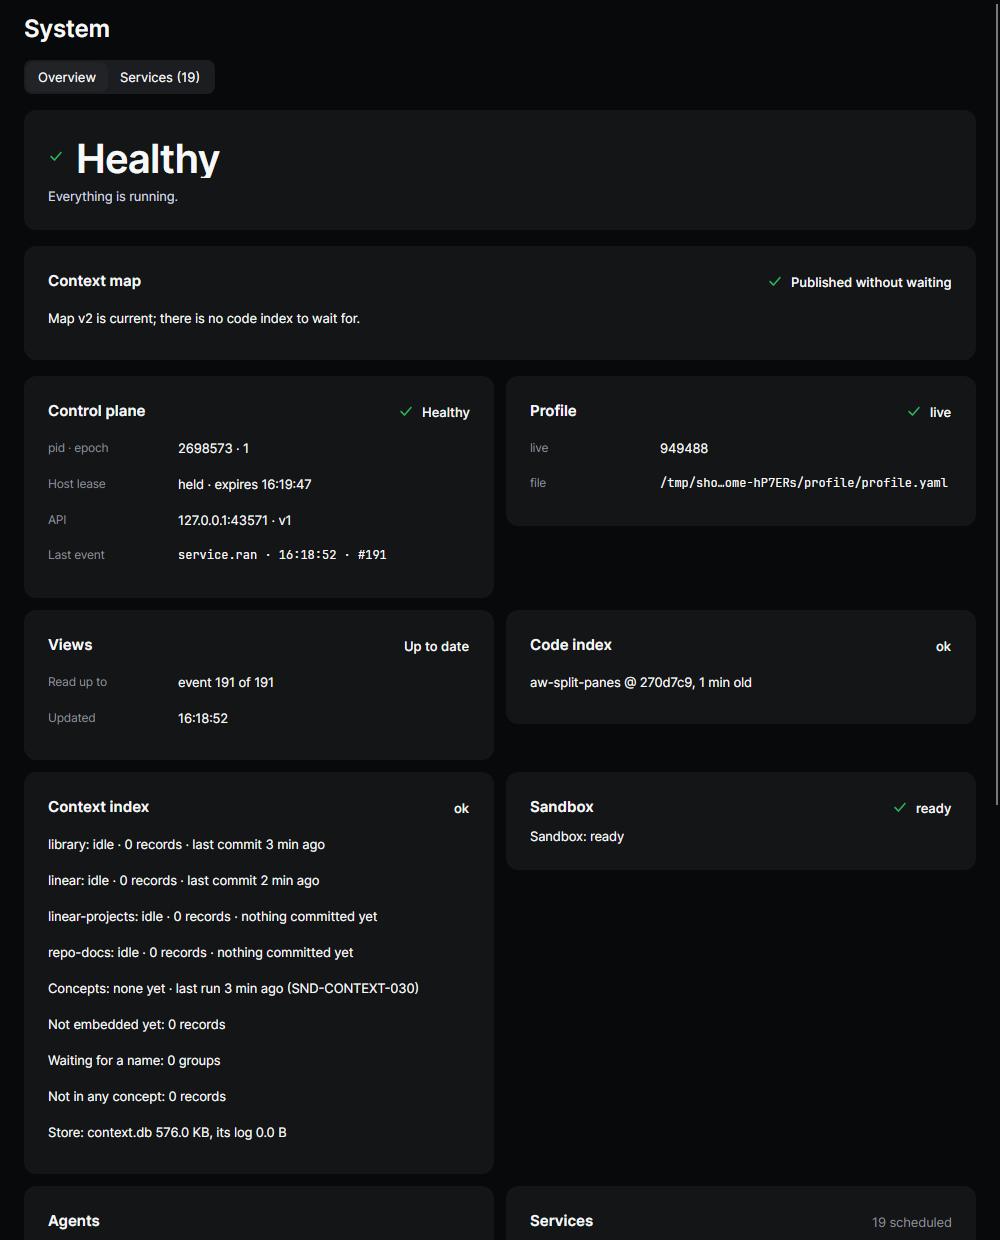 System
Overview
Services (19)
Healthy
Everything is running.
Context map
Published without waiting
Map v2 is current; there is no code index to wait for.
Control plane
Healthy
pid · epoch
2698573 · 1
Host lease
held · expires 16:19:47
API
127.0.0.1:43571 · v1
Last event
service.ran · 16:18:52 · #191
Profile
live
live
949488
file
/tmp/sho…ome-hP7ERs/profile/profile.yaml
Views
Up to date
Read up to
event 191 of 191
Updated
16:18:52
Code index
ok
aw-split-panes @ 270d7c9, 1 min old
Context index
ok
library: idle · 0 records · last commit 3 min ago
linear: idle · 0 records · last commit 2 min ago
linear-projects: idle · 0 records · nothing committed yet
repo-docs: idle · 0 records · nothing committed yet
Concepts: none yet · last run 3 min ago (SND-CONTEXT-030)
Not embedded yet: 0 records
Waiting for a name: 0 groups
Not in any concept: 0 records
Store: context.db 576.0 KB, its log 0.0 B
Sandbox
ready
Sandbox: ready
Agents
Services
19 scheduled